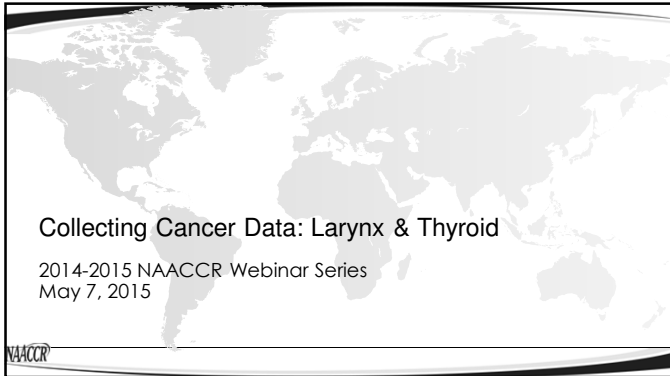 Collecting Cancer Data: Larynx & Thyroid
2014-2015 NAACCR Webinar Series
May 7, 2015
NAACCR